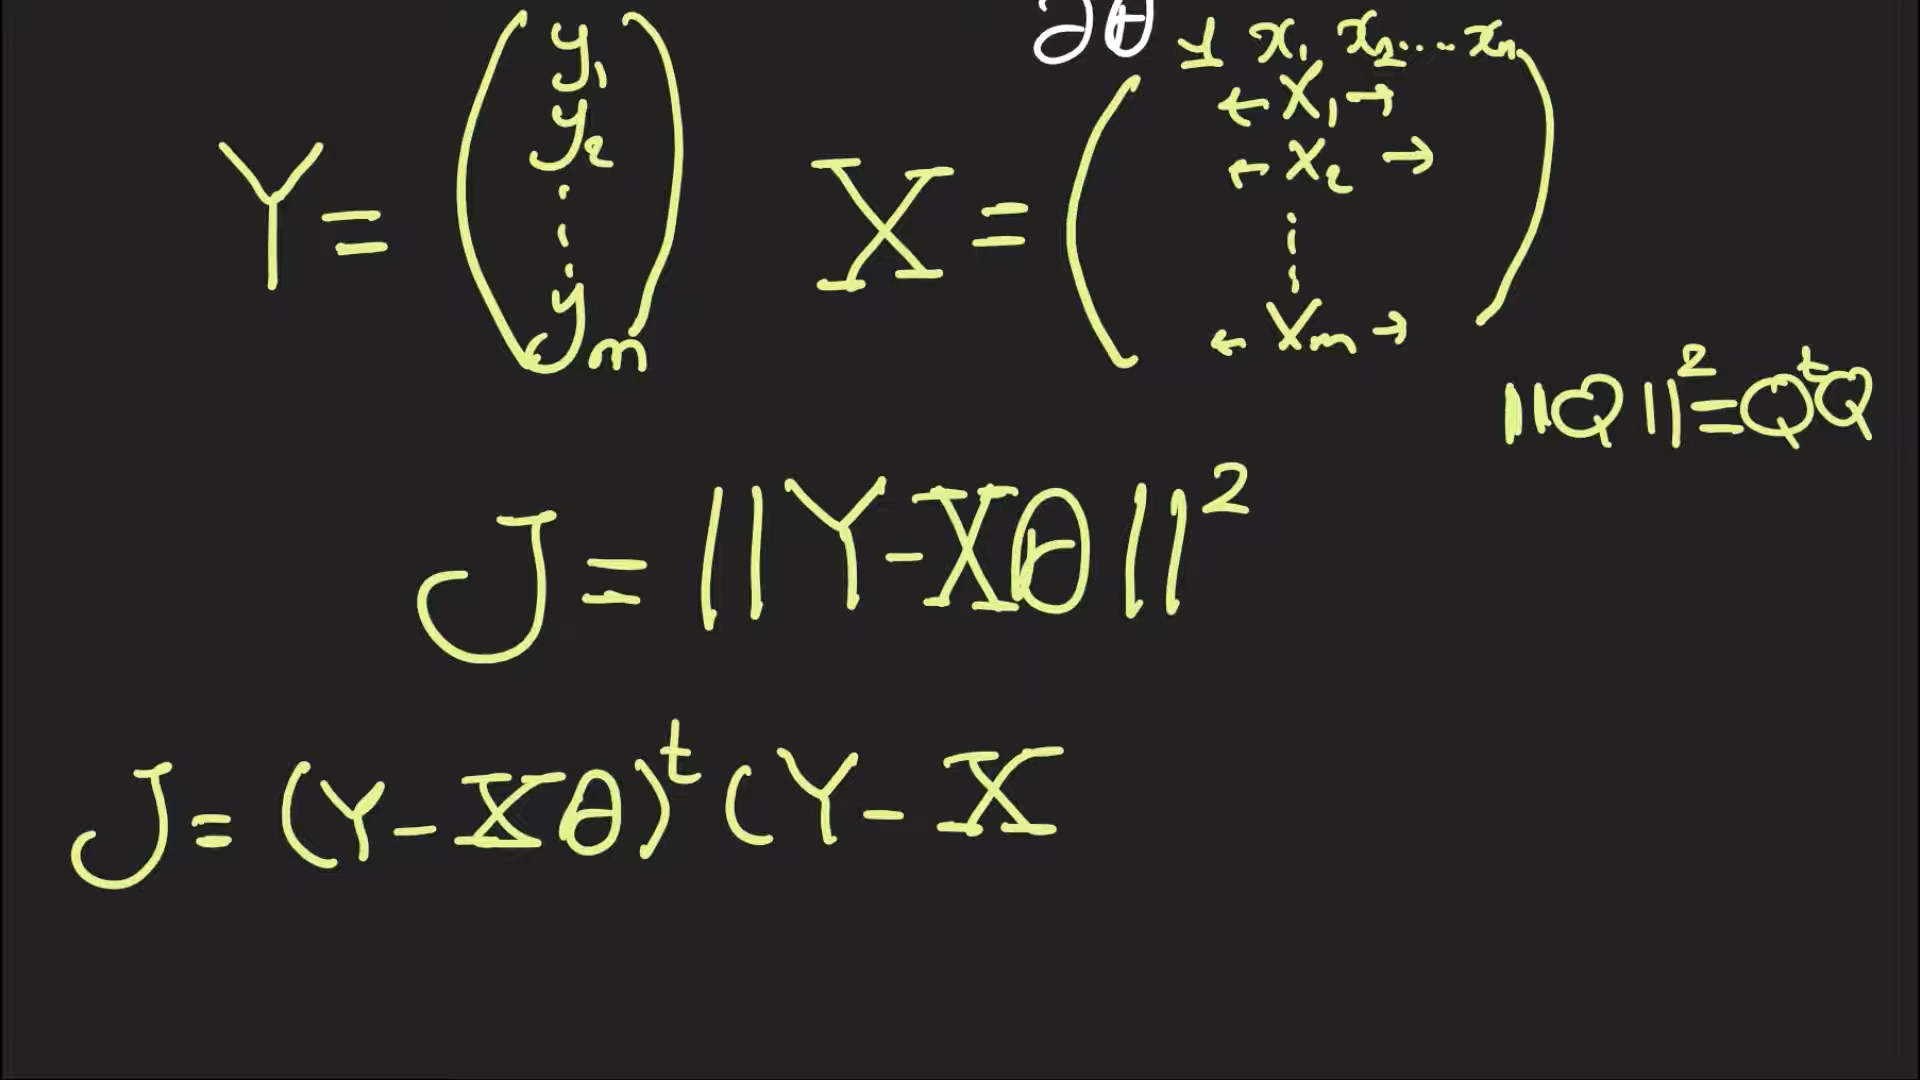 ∂θ 1 x₁ x₂ ... xₙ
Y = (y₁ y₂ ⋮ yₘ) X = (←X₁→ ←X₂→ ⋮ ←Xₘ→)
||Q||² = QᵗQ
J = ||Y - Xθ||²
J = (Y - Xθ)ᵗ (Y - X